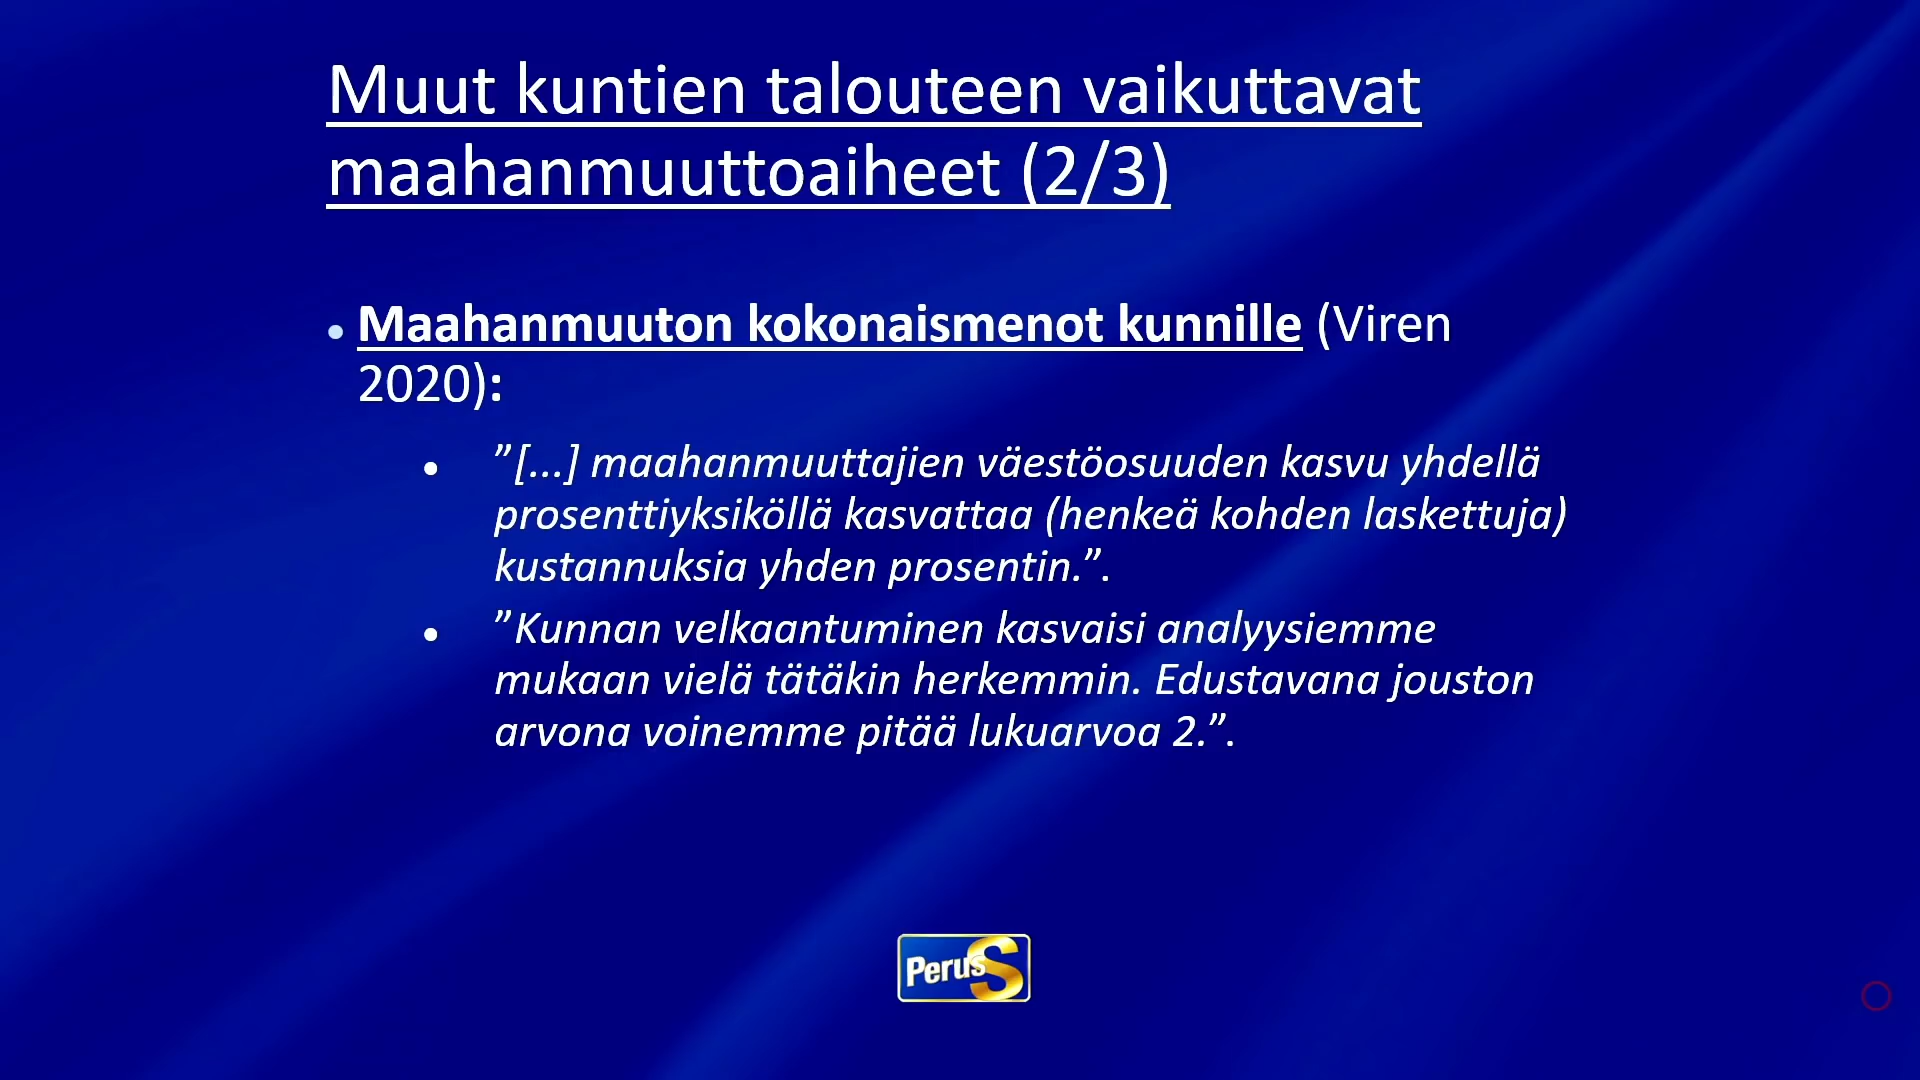 Muut kuntien talouteen vaikuttavat
maahanmuuttoaiheet (2/3)
• Maahanmuuton kokonaismenot kunnille (Viren
2020):
• ”[...] maahanmuuttajien väestöosuuden kasvu yhdellä
prosenttiyksiköllä kasvattaa (henkeä kohden laskettuja)
kustannuksia yhden prosentin.”.
• ”Kunnan velkaantuminen kasvaisi analyysiemme
mukaan vielä tätäkin herkemmin. Edustavana jouston
arvona voinemme pitää lukuarvoa 2.”.
PerusS